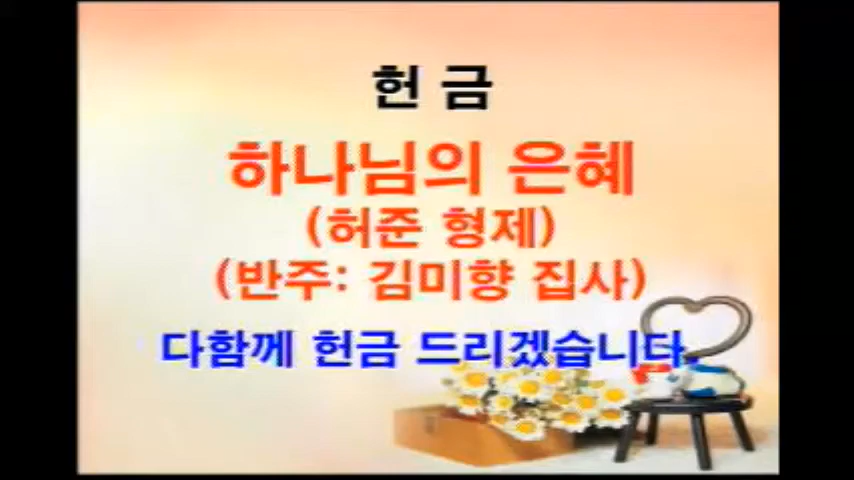 헌 금
하나님의 은혜
(허준 형제)
(반주: 김미향 집사)
다함께 헌금 드리겠습니다.